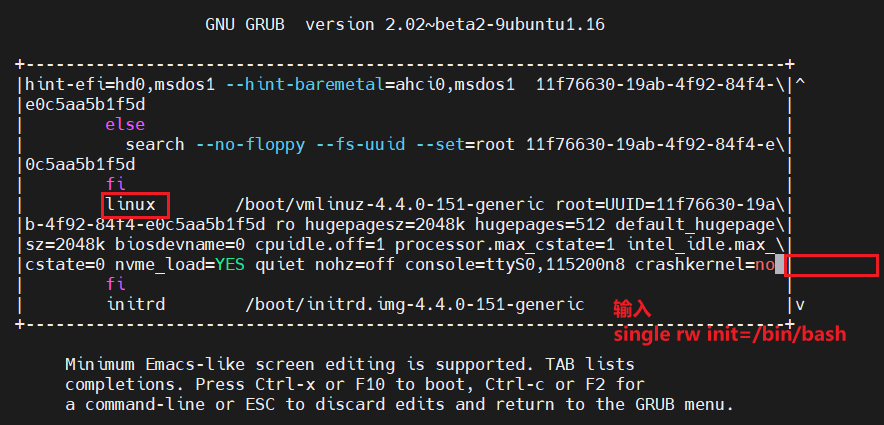 GNU GRUB  version 2.02~beta2-9ubuntu1.16
+----------------------------------------------------------------------------+
|hint-efi=hd0,msdos1 --hint-baremetal=ahci0,msdos1  11f76630-19ab-4f92-84f4-\|^
|e0c5aa5b1f5d                                                                |
|        else                                                                |
|          search --no-floppy --fs-uuid --set=root 11f76630-19ab-4f92-84f4-e\|
|0c5aa5b1f5d                                                                 |
|        fi                                                                  |
|        linux        /boot/vmlinuz-4.4.0-151-generic root=UUID=11f76630-19a\|
|b-4f92-84f4-e0c5aa5b1f5d ro hugepagesz=2048k hugepages=512 default_hugepage\|
|sz=2048k biosdevname=0 cpuidle.off=1 processor.max_cstate=1 intel_idle.max_\|
|cstate=0 nvme_load=YES quiet nohz=off console=ttyS0,115200n8 crashkernel=no |
|        fi                                                                  |
|        initrd        /boot/initrd.img-4.4.0-151-generic                    |v
+----------------------------------------------------------------------------+
输入
single rw init=/bin/bash
Minimum Emacs-like screen editing is supported. TAB lists
completions. Press Ctrl-x or F10 to boot, Ctrl-c or F2 for
a command-line or ESC to discard edits and return to the GRUB menu.